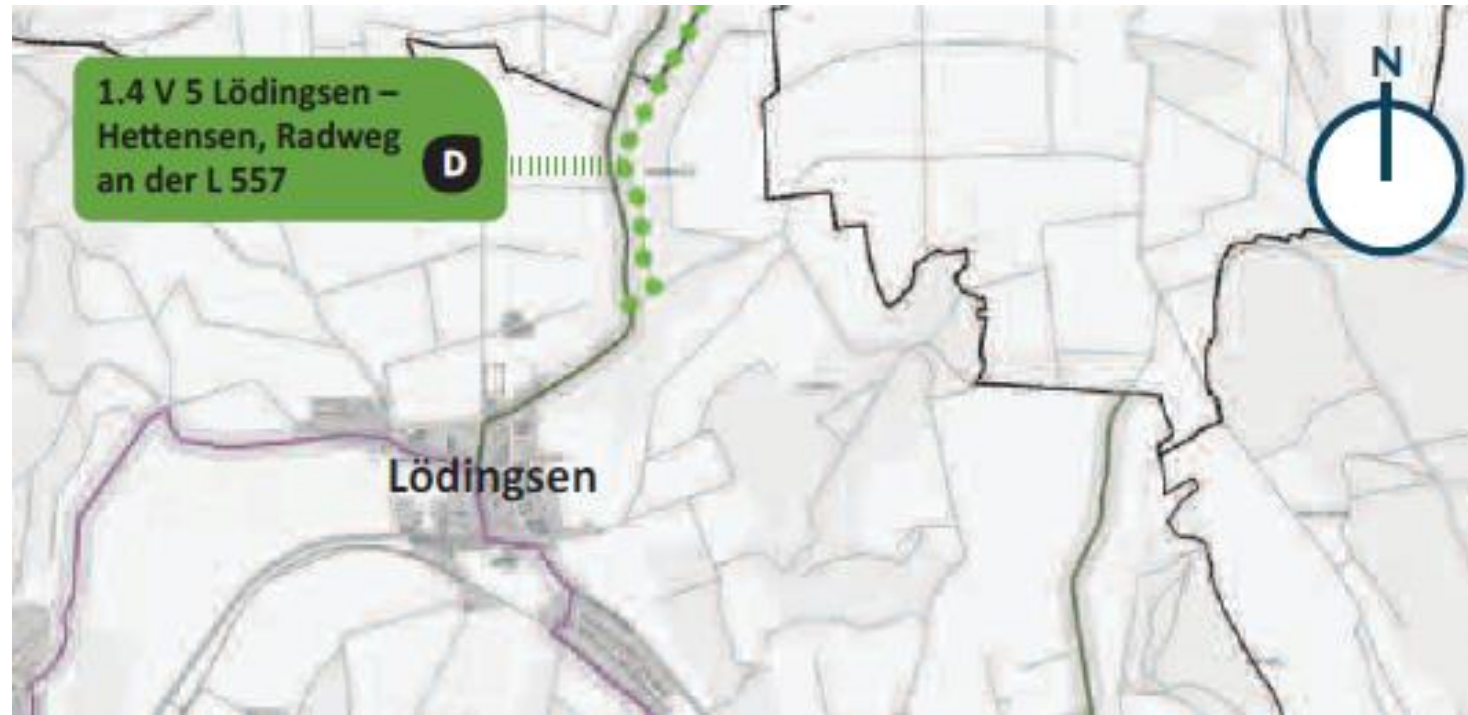 1.4 V 5 Lödingsen –
Hettensen, Radweg
an der L 557
D
N
Lödingsen